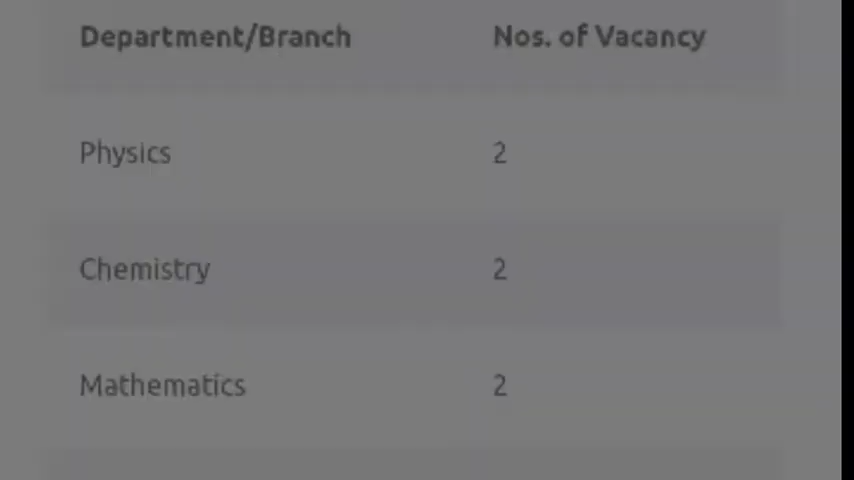 Department/Branch Nos. of Vacancy
Physics 2
Chemistry 2
Mathematics 2